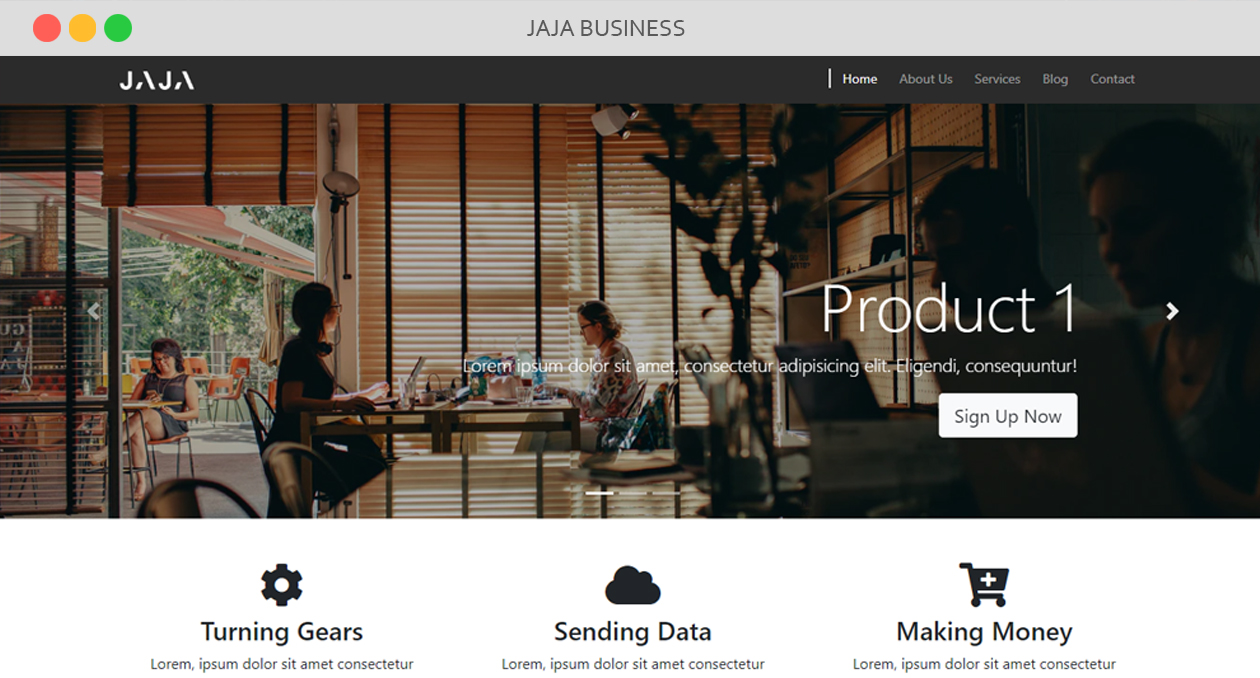 JAJA BUSINESS
JAJA
Home About Us Services Blog Contact
Product 1
Lorem ipsum dolor sit amet, consectetur adipisicing elit. Eligendi, consequuntur!
Sign Up Now
Turning Gears Sending Data Making Money
Lorem, ipsum dolor sit amet consectetur Lorem, ipsum dolor sit amet consectetur Lorem, ipsum dolor sit amet consectetur